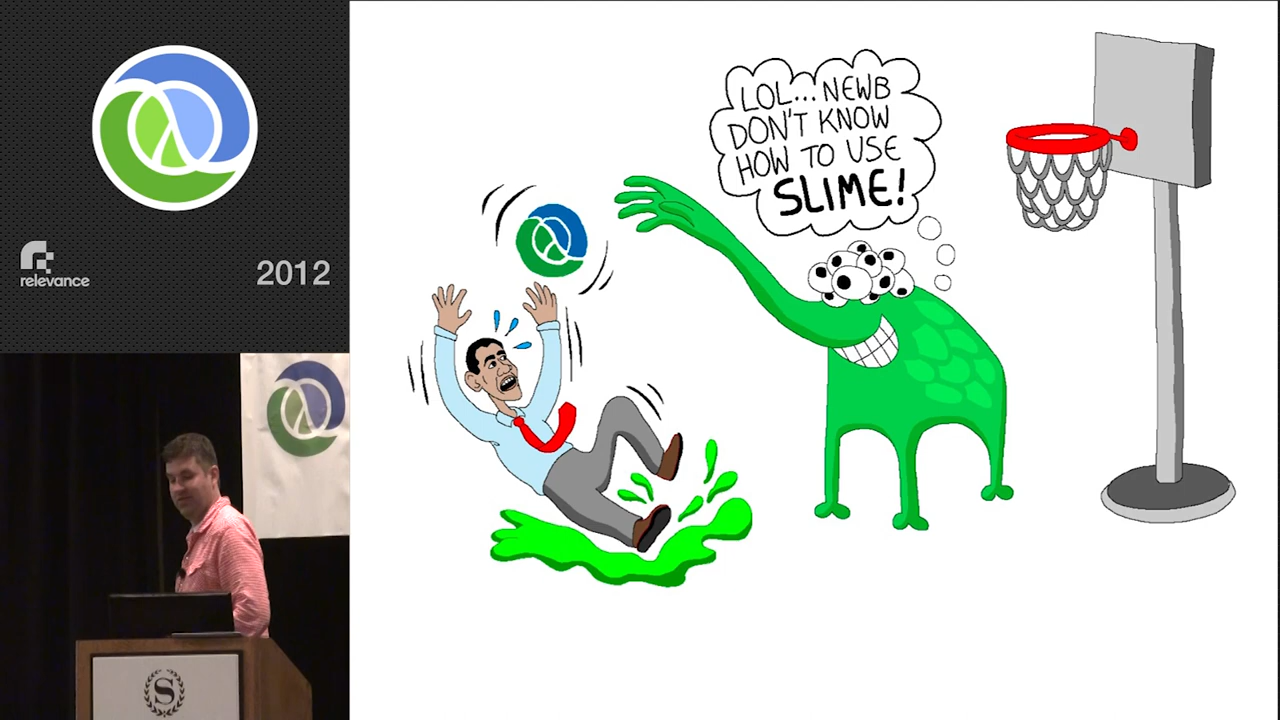 relevance
2012
LOL... NEWB
DON'T KNOW
HOW TO USE
SLIME!
S